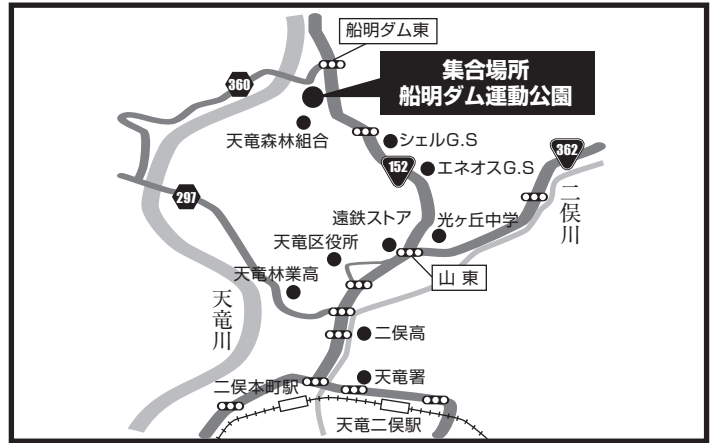 船明ダム東
集合場所
船明ダム運動公園
360
天竜森林組合
シェルG.S
152
エネオスG.S
362
二俣川
297
遠鉄ストア
光ヶ丘中学
天竜区役所
山東
天竜林業高
天竜川
二俣高
天竜署
二俣本町駅
天竜二俣駅